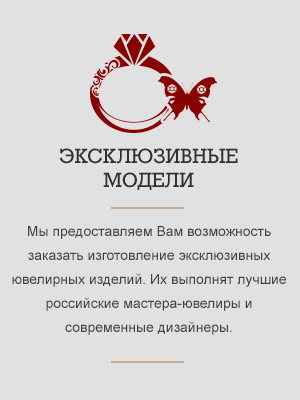 ЭКСКЛЮЗИВНЫЕ
МОДЕЛИ
Мы предоставляем Вам возможность
заказать изготовление эксклюзивных
ювелирных изделий. Их выполнят лучшие
российские мастера-ювелиры и
современные дизайнеры.